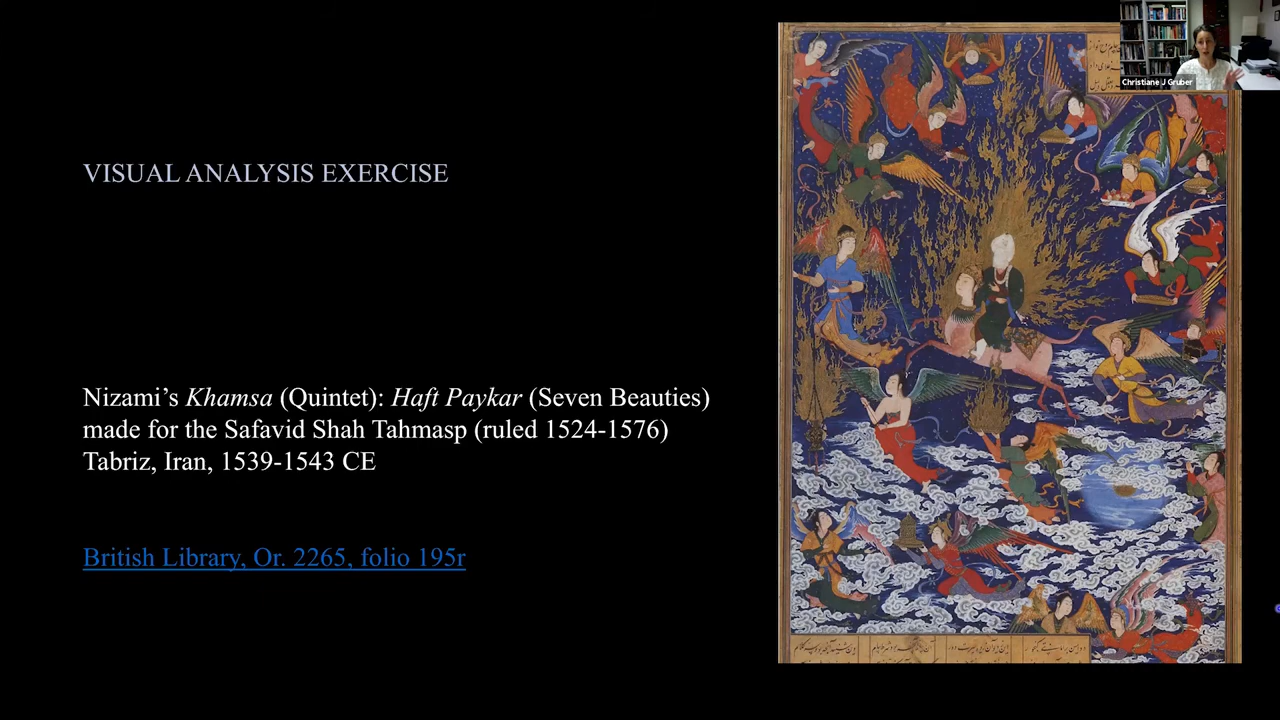 Christiane J Gruber
VISUAL ANALYSIS EXERCISE
Nizami’s Khamsa (Quintet): Haft Paykar (Seven Beauties)
made for the Safavid Shah Tahmasp (ruled 1524-1576)
Tabriz, Iran, 1539-1543 CE
British Library, Or. 2265, folio 195r